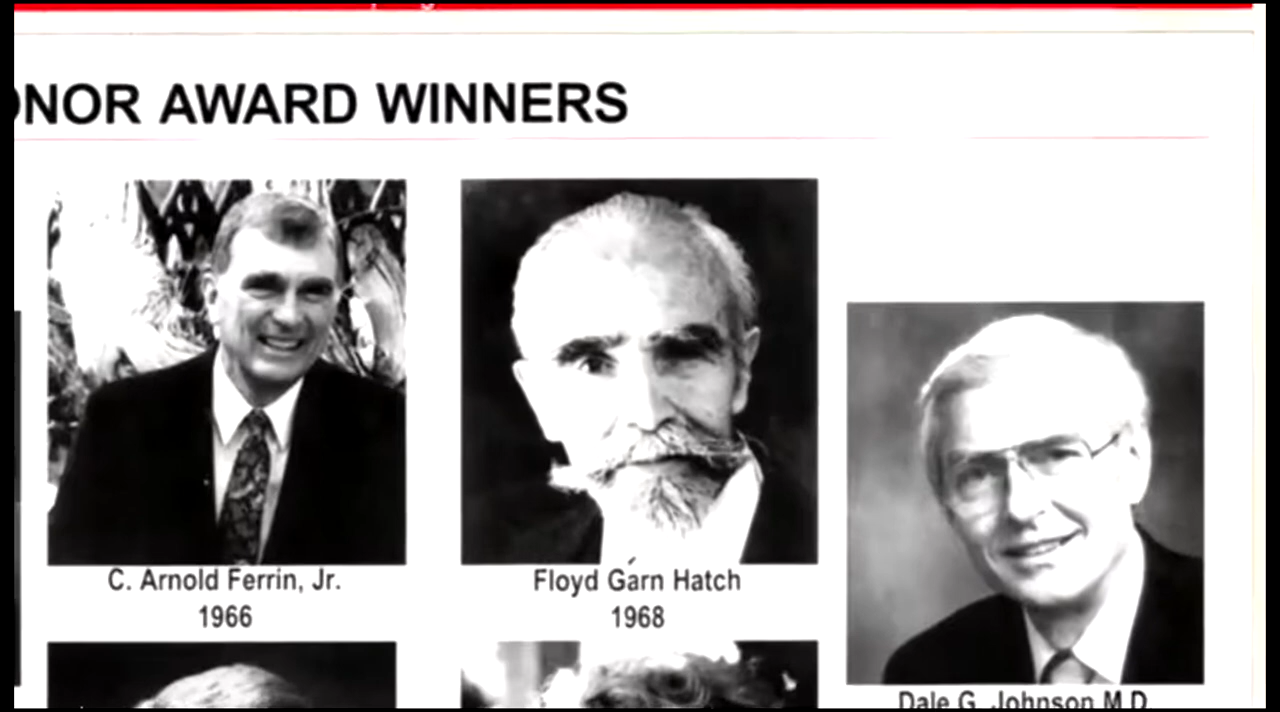 ONOR AWARD WINNERS
C. Arnold Ferrin, Jr.
1966
Floyd Garn Hatch
1968
Dale G. Johnson M.D.